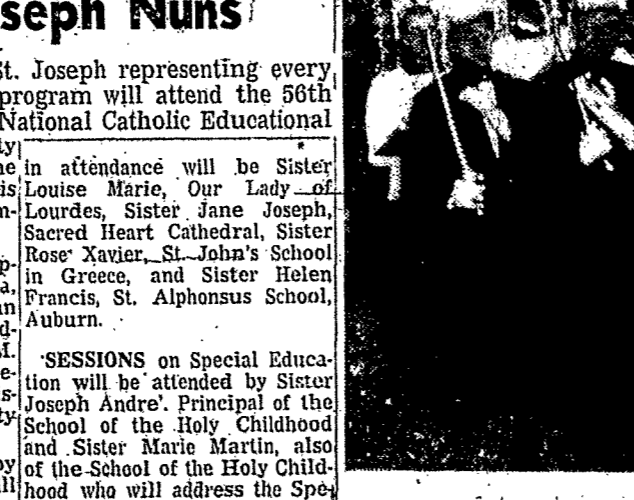 seph Nuns
St. Joseph representing every
program will attend the 56th
National Catholic Educational
in attendance will be Sister
Louise Marie, Our Lady of
Lourdes, Sister Jane Joseph,
Sacred Heart Cathedral, Sister
Rose Xavier, St. John's School
in Greece, and Sister Helen
Francis, St. Alphonsus School,
Auburn.
SESSIONS on Special Educa-
tion will be attended by Sister
Joseph Andre'. Principal of the
School of the Holy Childhood
and Sister Marie Martin, also
of the School of the Holy Child-
hood who will address the Spe-